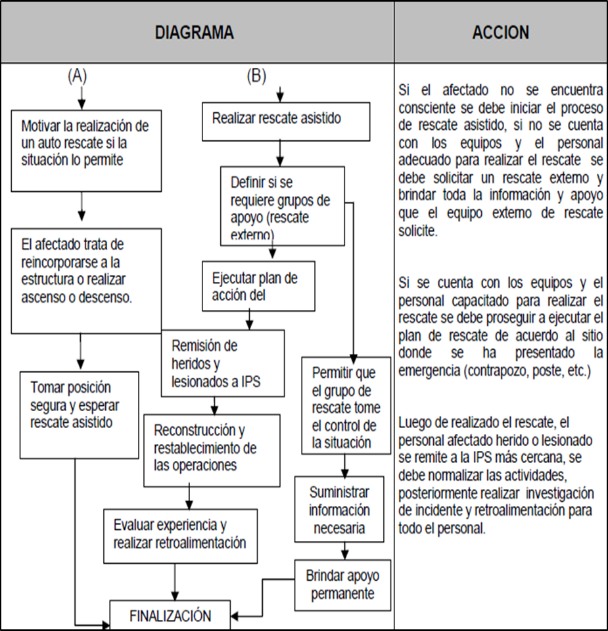 DIAGRAMA
ACCION
(A)
(B)
Motivar la realización de
un auto rescate si la
situación lo permite
El afectado trata de
reincorporarse a la
estructura o realizar
ascenso o descenso.
Tomar posición
segura y esperar
rescate asistido
Realizar rescate asistido
Definir si se
requiere grupos de
apoyo (rescate
externo)
Ejecutar plan de
acción del
Remisión de
heridos y
lesionados a IPS
Reconstrucción y
restablecimiento de
las operaciones
Evaluar experiencia y
realizar retroalimentación
Permitir que
el grupo de
rescate tome
el control de
la situación
Suministrar
información
necesaria
Brindar apoyo
permanente
FINALIZACIÓN
Si el afectado no se encuentra
consciente se debe iniciar el proceso
de rescate asistido, si no se cuenta
con los equipos y el personal
adecuado para realizar el rescate se
debe solicitar un rescate externo y
brindar toda la información y apoyo
que el equipo externo de rescate
solicite.
Si se cuenta con los equipos y el
personal capacitado para realizar el
rescate se debe proseguir a ejecutar el
plan de rescate de acuerdo al sitio
donde se ha presentado la
emergencia (contrapozo, poste, etc.)
Luego de realizado el rescate, el
personal afectado herido o lesionado
se remite a la IPS más cercana, se
debe normalizar las actividades,
posteriormente realizar investigación
de incidente y retroalimentación para
todo el personal.